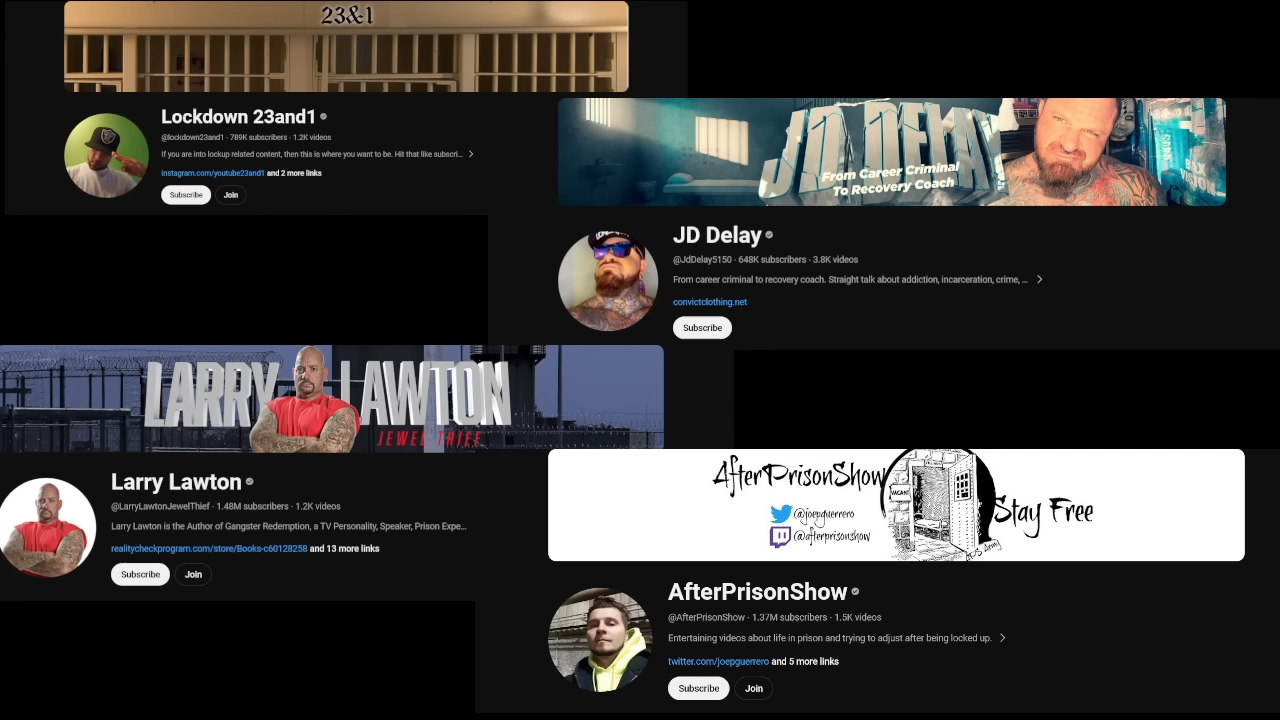 23&1
Lockdown 23and1
@lockdown23and1 · 789K subscribers · 1.2K videos
If you are into lockup related content, then this is where you want to be. Hit that like subscri...
instagram.com/youtube23and1 and 2 more links
Subscribe
Join
JD DELAY
From Career Criminal
To Recovery Coach
JD Delay
@JdDelay5150 · 648K subscribers · 3.8K videos
From career criminal to recovery coach. Straight talk about addiction, incarceration, crime, ...
convictclothing.net
Subscribe
LARRY LAWTON
JEWEL THIEF
Larry Lawton
@LarryLawtonJewelThief · 1.48M subscribers · 1.2K videos
Larry Lawton is the Author of Gangster Redemption, a TV Personality, Speaker, Prison Expe...
realitycheckprogram.com/store/Books-c60128258 and 13 more links
Subscribe
Join
AfterPrisonShow
VACANT
Stay Free
@joepguerrero
@afterprisonshow
APS Army
AfterPrisonShow
@AfterPrisonShow · 1.37M subscribers · 1.5K videos
Entertaining videos about life in prison and trying to adjust after being locked up.
twitter.com/joepguerrero and 5 more links
Subscribe
Join